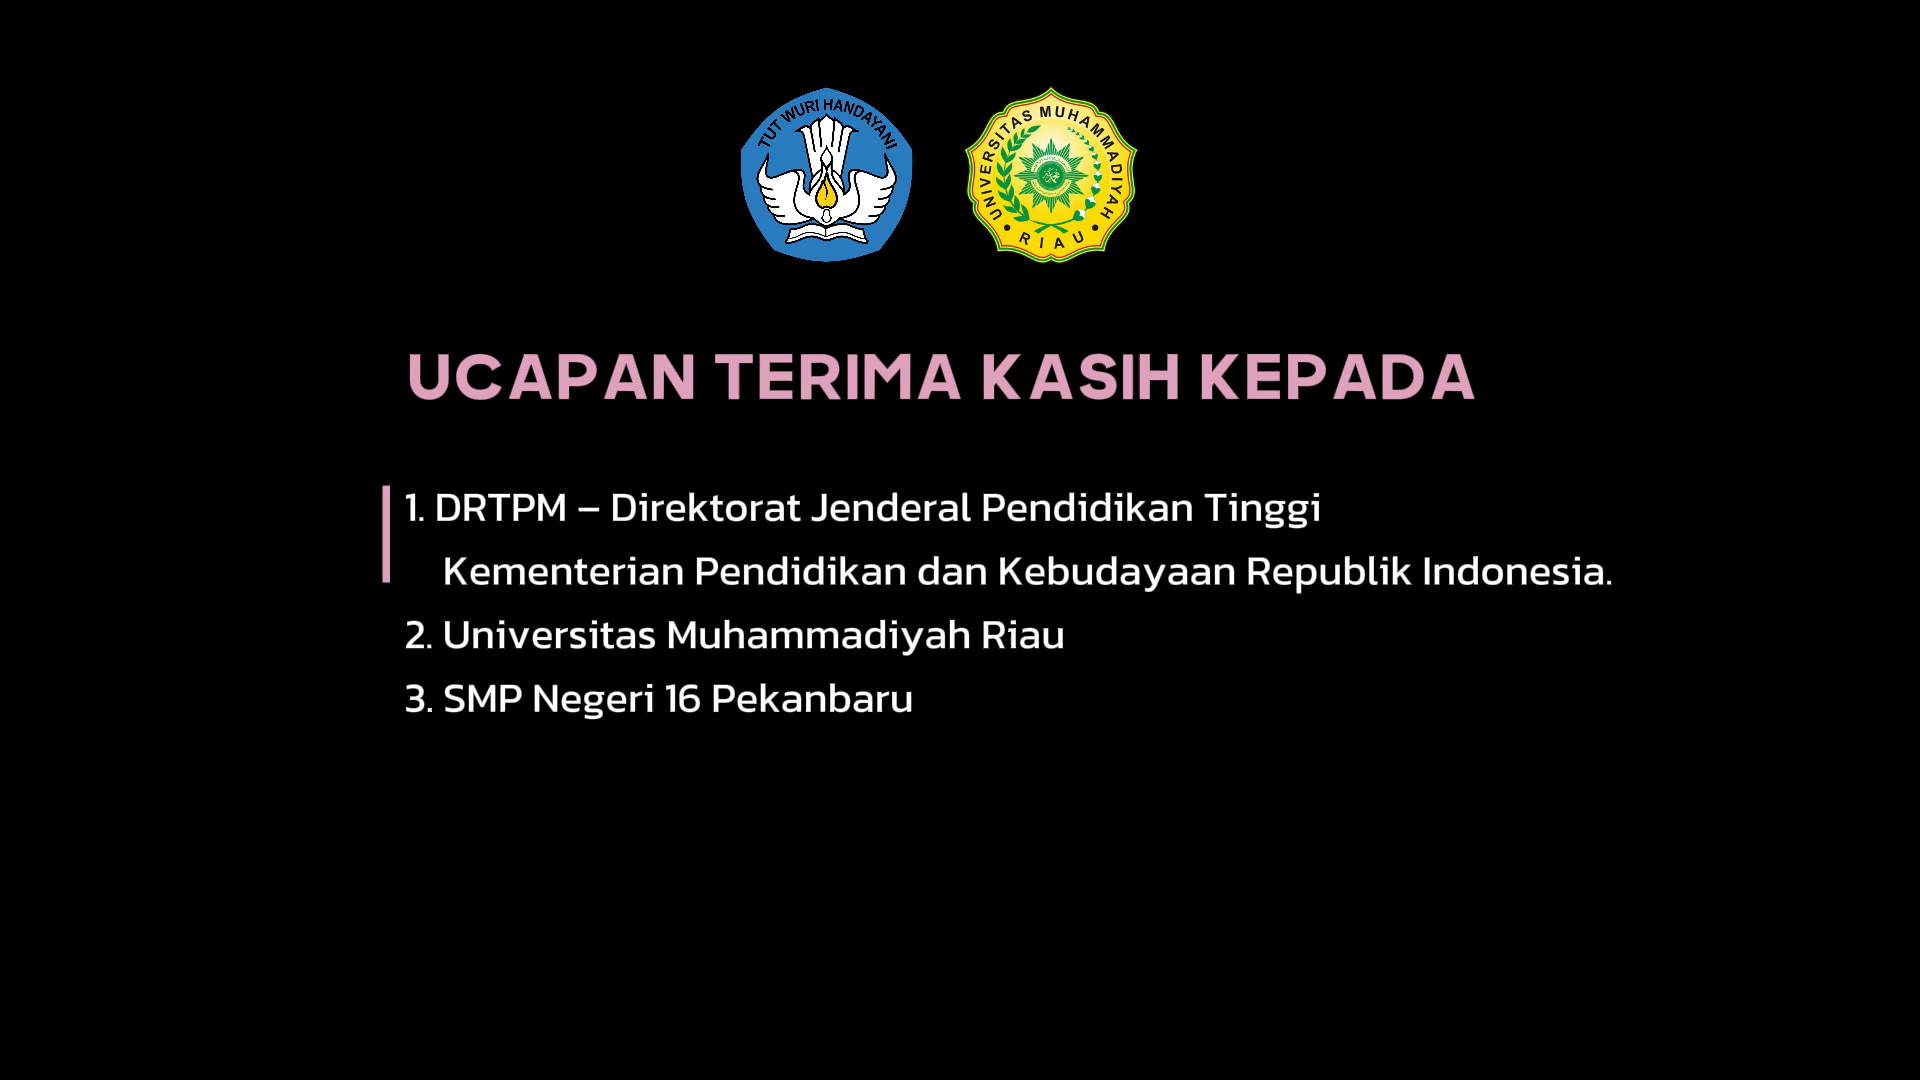 TUT WURI HANDAYANI
UNIVERSITAS MUHAMMADIYAH
RIAU
UCAPAN TERIMA KASIH KEPADA
1. DRTPM – Direktorat Jenderal Pendidikan Tinggi
Kementerian Pendidikan dan Kebudayaan Republik Indonesia.
2. Universitas Muhammadiyah Riau
3. SMP Negeri 16 Pekanbaru